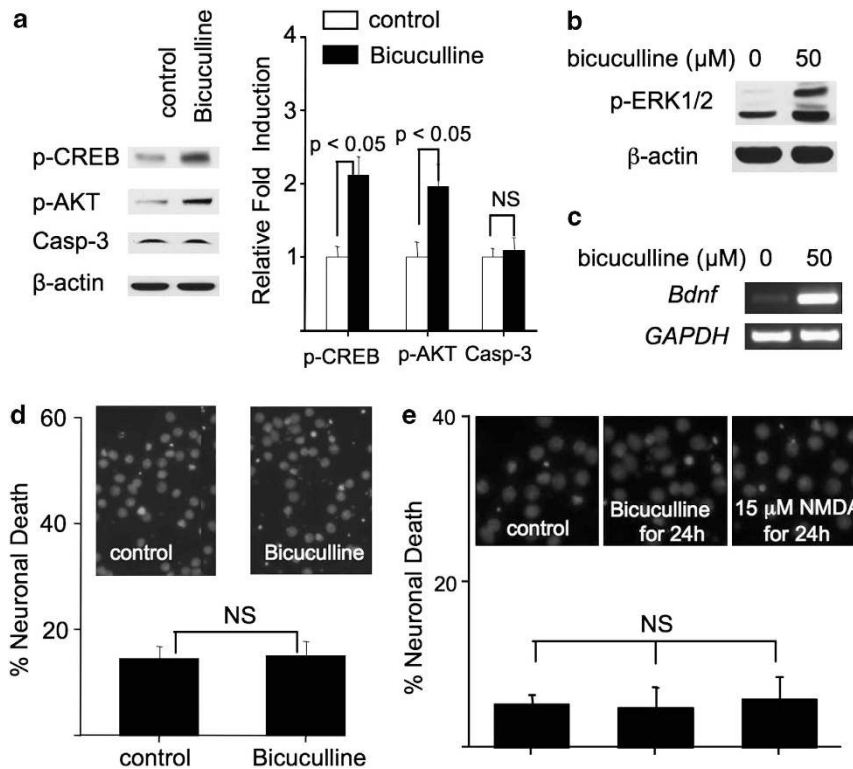 a
control
Bicuculline
p-CREB
p-AKT
Casp-3
β-actin
control
Bicuculline
Relative Fold Induction
4
3
2
1
0
p < 0.05
p < 0.05
NS
p-CREB
p-AKT
Casp-3
b
bicuculline (μM) 0 50
p-ERK1/2
β-actin
c
bicuculline (μM) 0 50
Bdnf
GAPDH
d
% Neuronal Death
60
40
20
control
Bicuculline
NS
control
Bicuculline
e
% Neuronal Death
40
20
control
Bicuculline
for 24h
15 μM NMDA
for 24h
NS